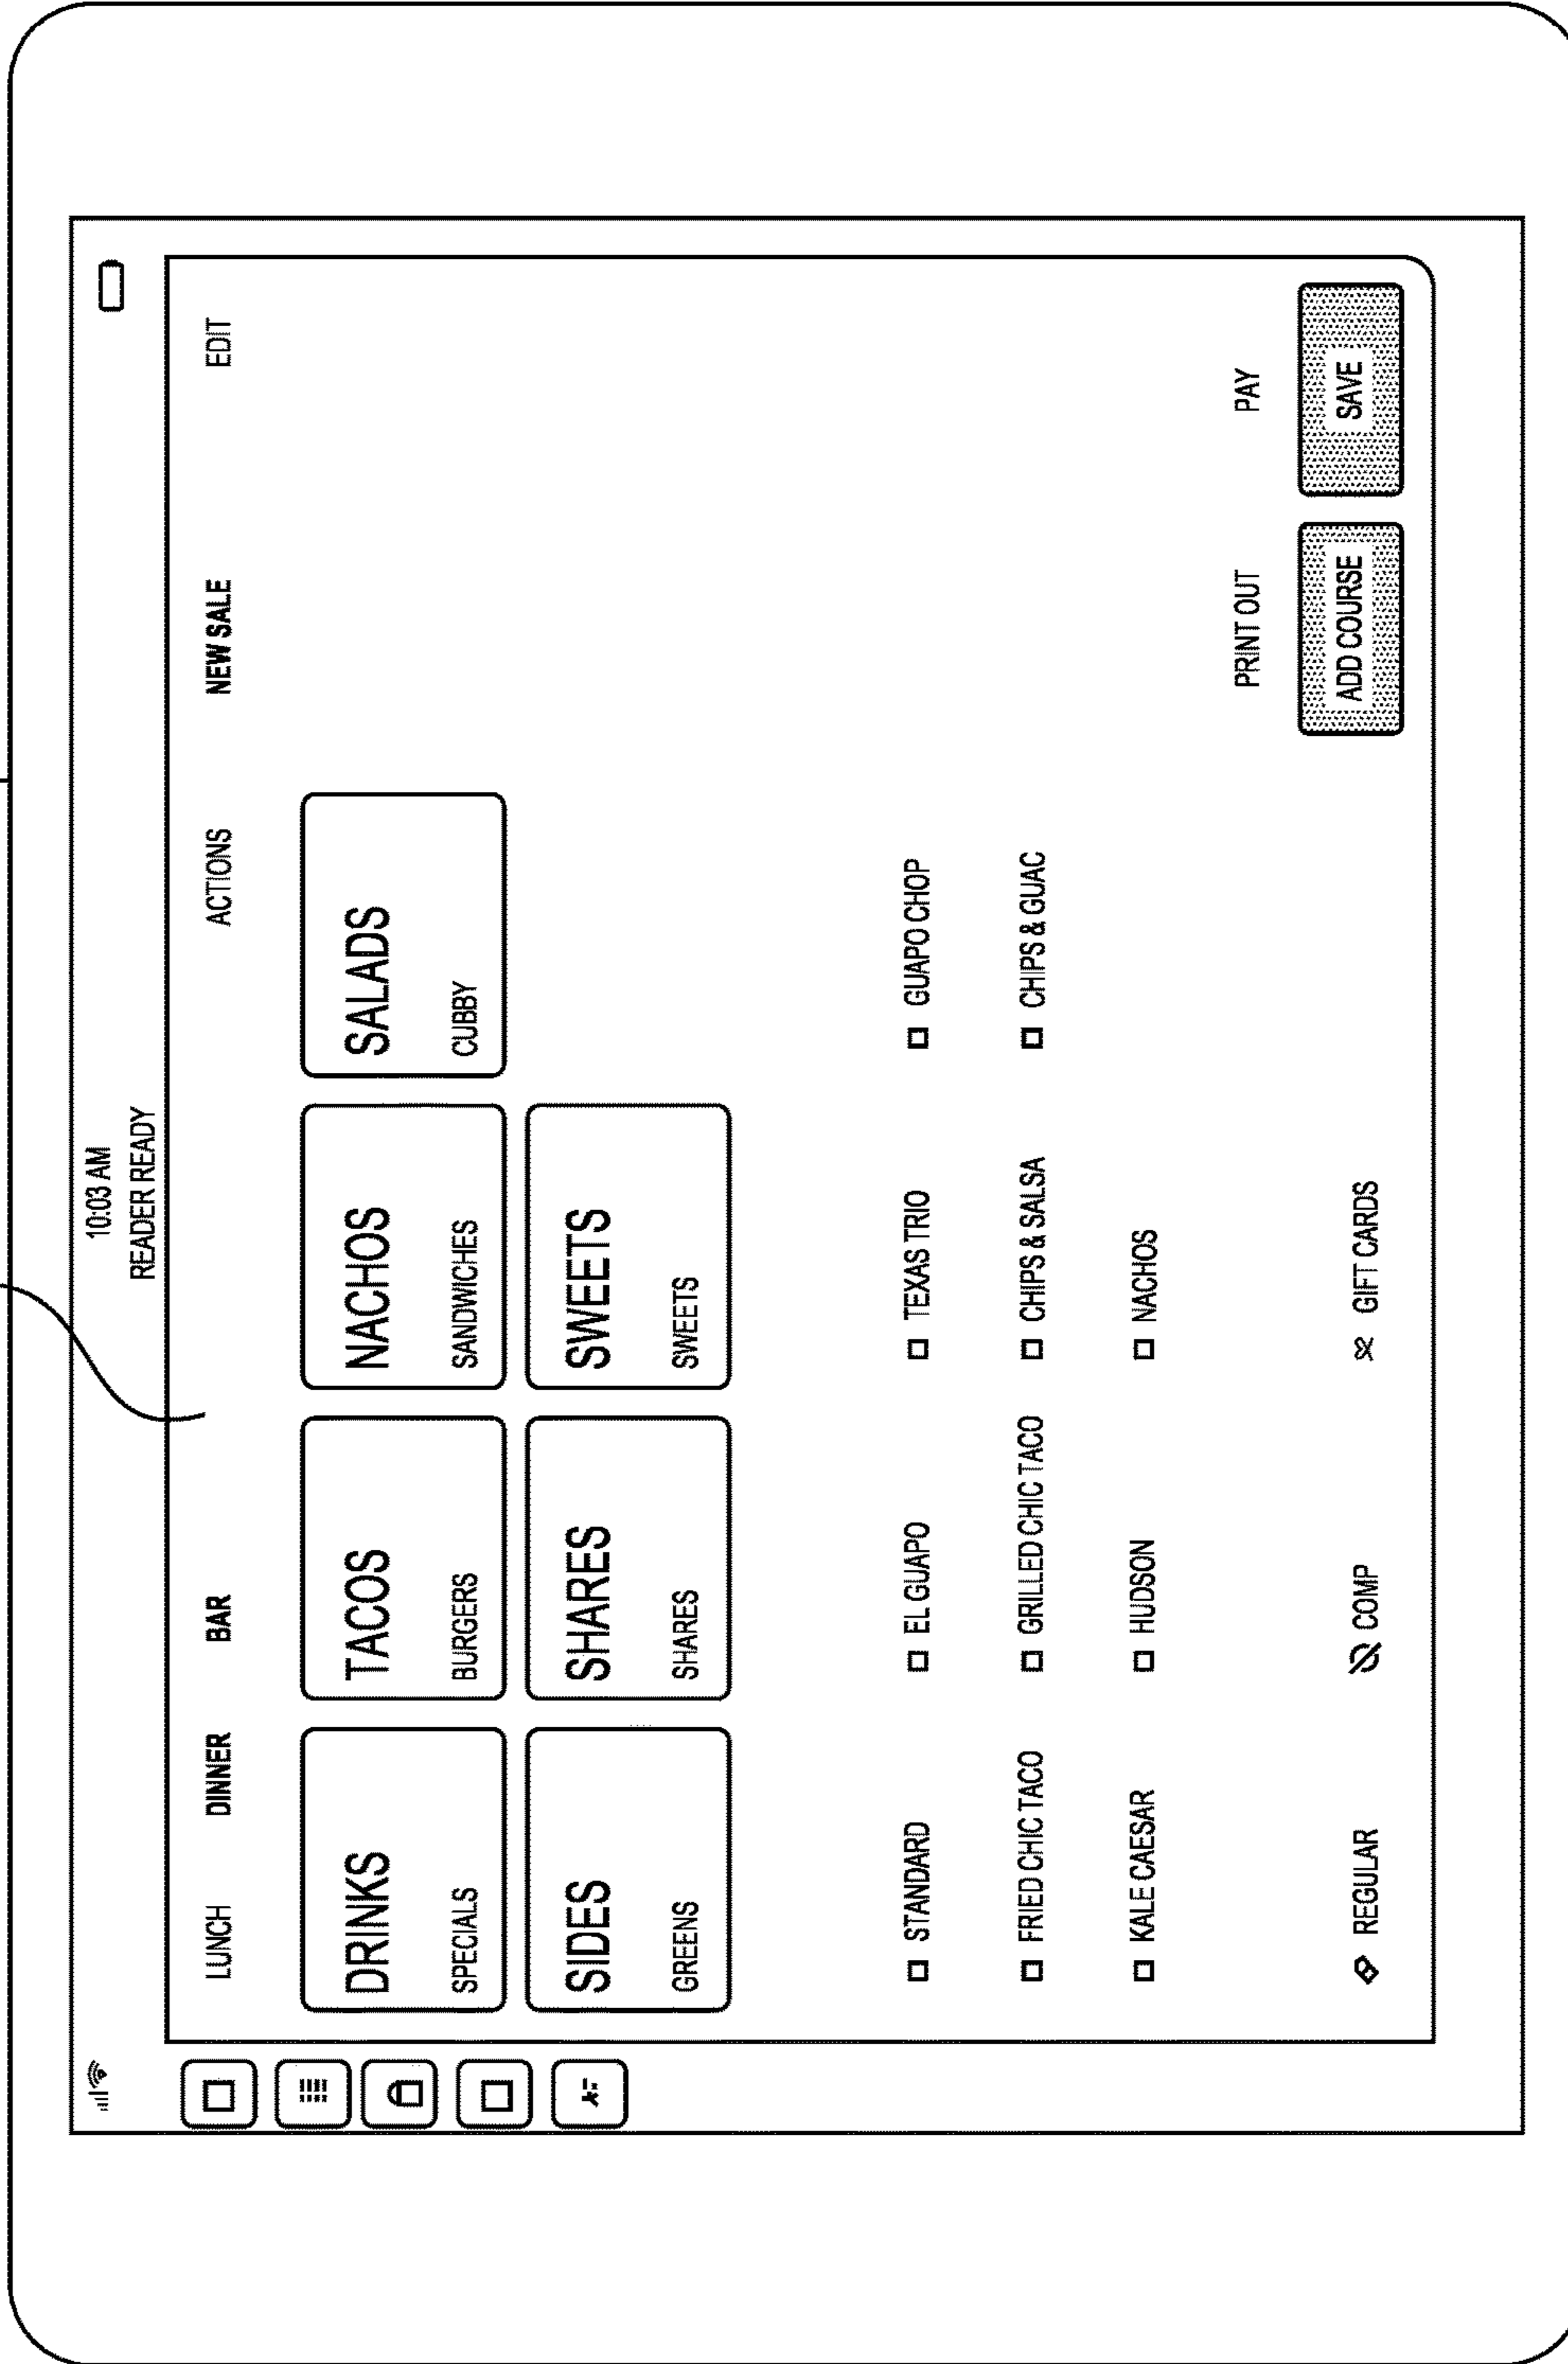 10:03 AM
READER READY
LUNCH DINNER BAR ACTIONS NEW SALE EDIT
DRINKS
SPECIALS
TACOS
BURGERS
NACHOS
SANDWICHES
SALADS
CUBBY
SIDES
GREENS
SHARES
SHARES
SWEETS
SWEETS
STANDARD EL GUAPO TEXAS TRIO GUAPO CHOP
FRIED CHIC TACO GRILLED CHIC TACO CHIPS & SALSA CHIPS & GUAC
KALE CAESAR HUDSON NACHOS
PRINT OUT PAY
REGULAR COMP GIFT CARDS ADD COURSE SAVE